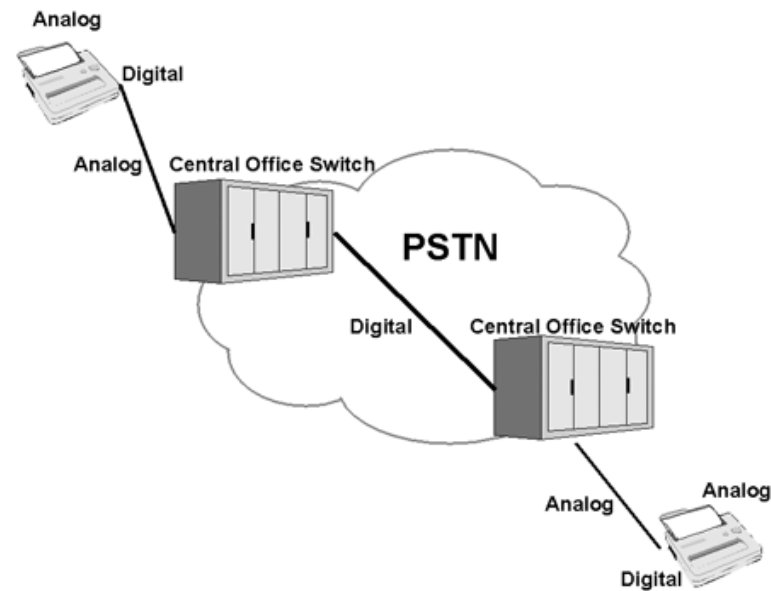 Analog
Digital
Analog
Central Office Switch
PSTN
Digital
Central Office Switch
Analog
Analog
Digital